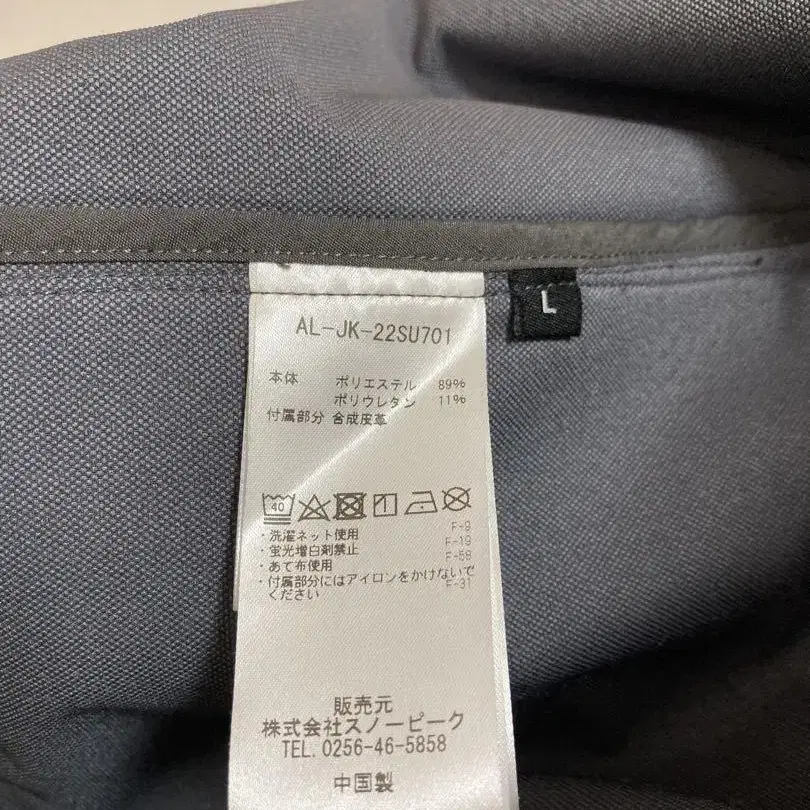 AL-JK-22SU701
L
本体 ポリエステル 89%
ポリウレタン 11%
付属部分 合成皮革
40
・洗濯ネット使用 F-9
・蛍光増白剤禁止 F-19
・あて布使用 F-58
・付属部分にはアイロンをかけないで
ください F-31
販売元
株式会社スノーピーク
TEL. 0256-46-5858
中国製